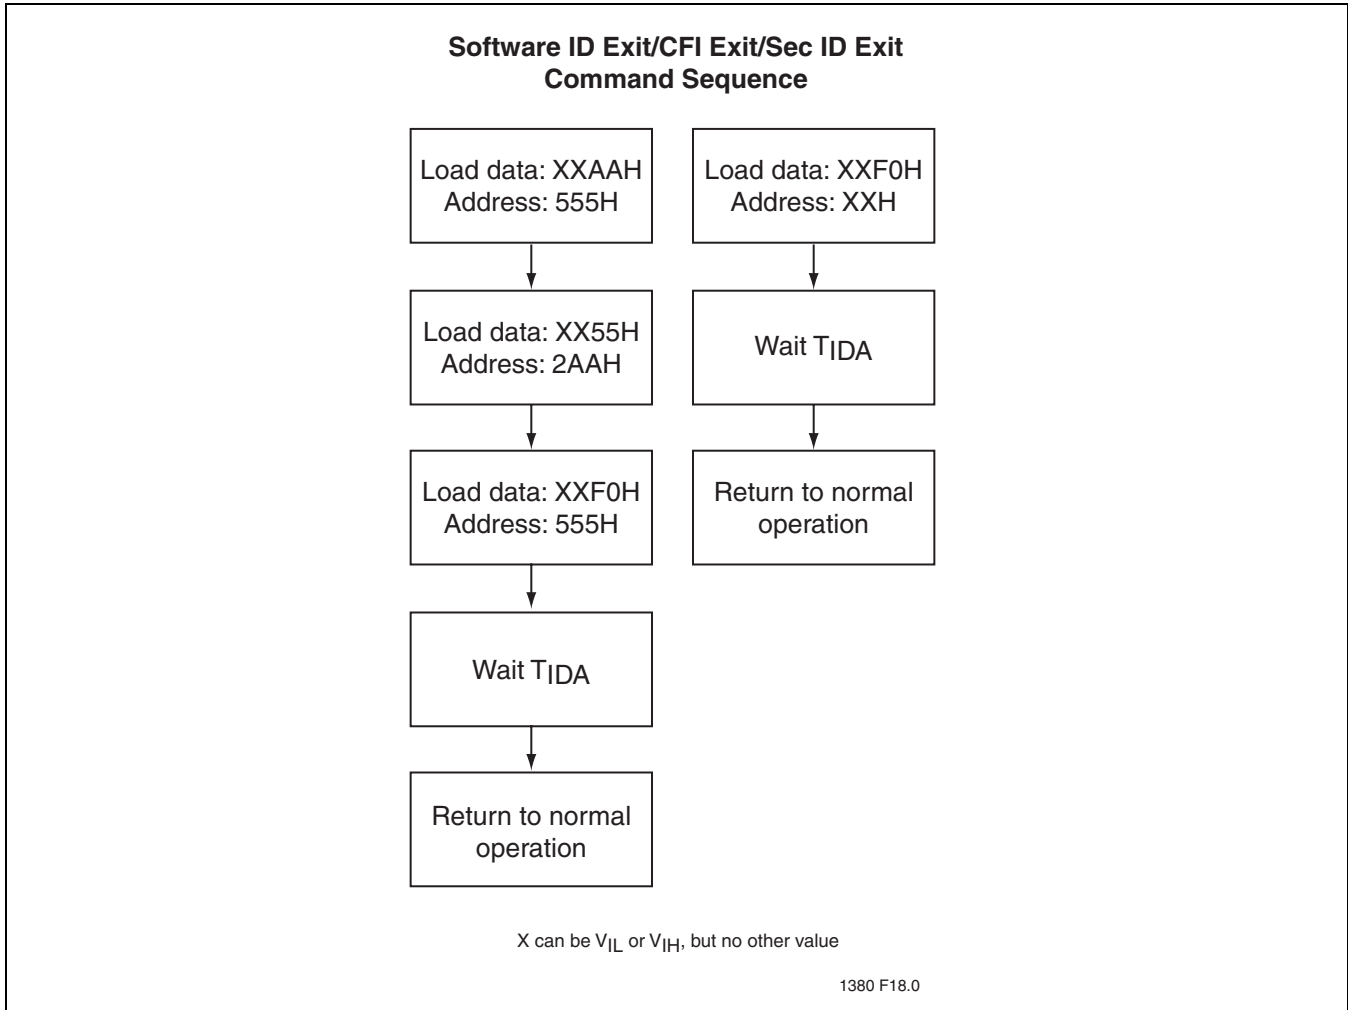 Software ID Exit/CFI Exit/Sec ID Exit
Command Sequence
Load data: XXAAH
Address: 555H
Load data: XX55H
Address: 2AAH
Load data: XXF0H
Address: 555H
Wait TIDA
Return to normal
operation
Load data: XXF0H
Address: XXH
Wait TIDA
Return to normal
operation
X can be VIL or VIH, but no other value
1380 F18.0